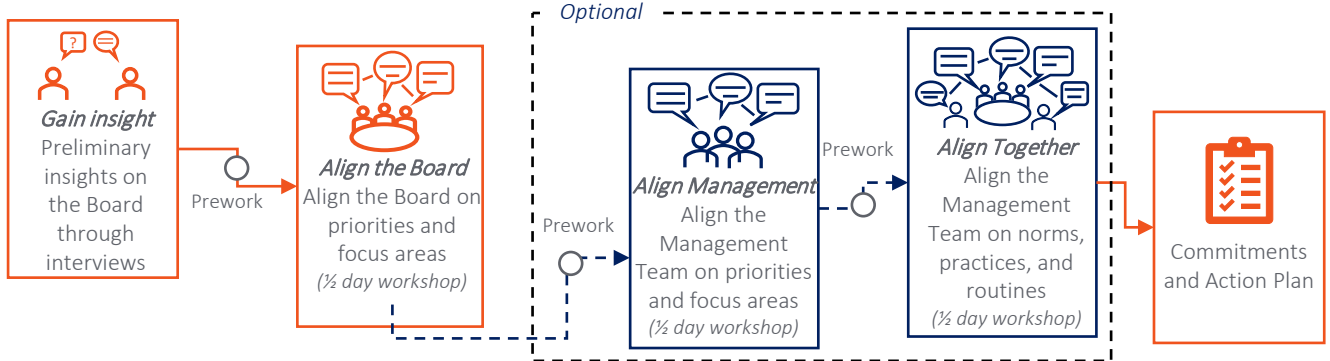 Optional
?
Gain insight
Preliminary
insights on
the Board
through
interviews
Prework
Align the Board
Align the Board on
priorities and
focus areas
(½ day workshop)
Prework
Align Management
Align the
Management
Team on priorities
and focus areas
(½ day workshop)
Prework
Align Together
Align the
Management
Team on norms,
practices, and
routines
(½ day workshop)
Commitments
and Action Plan